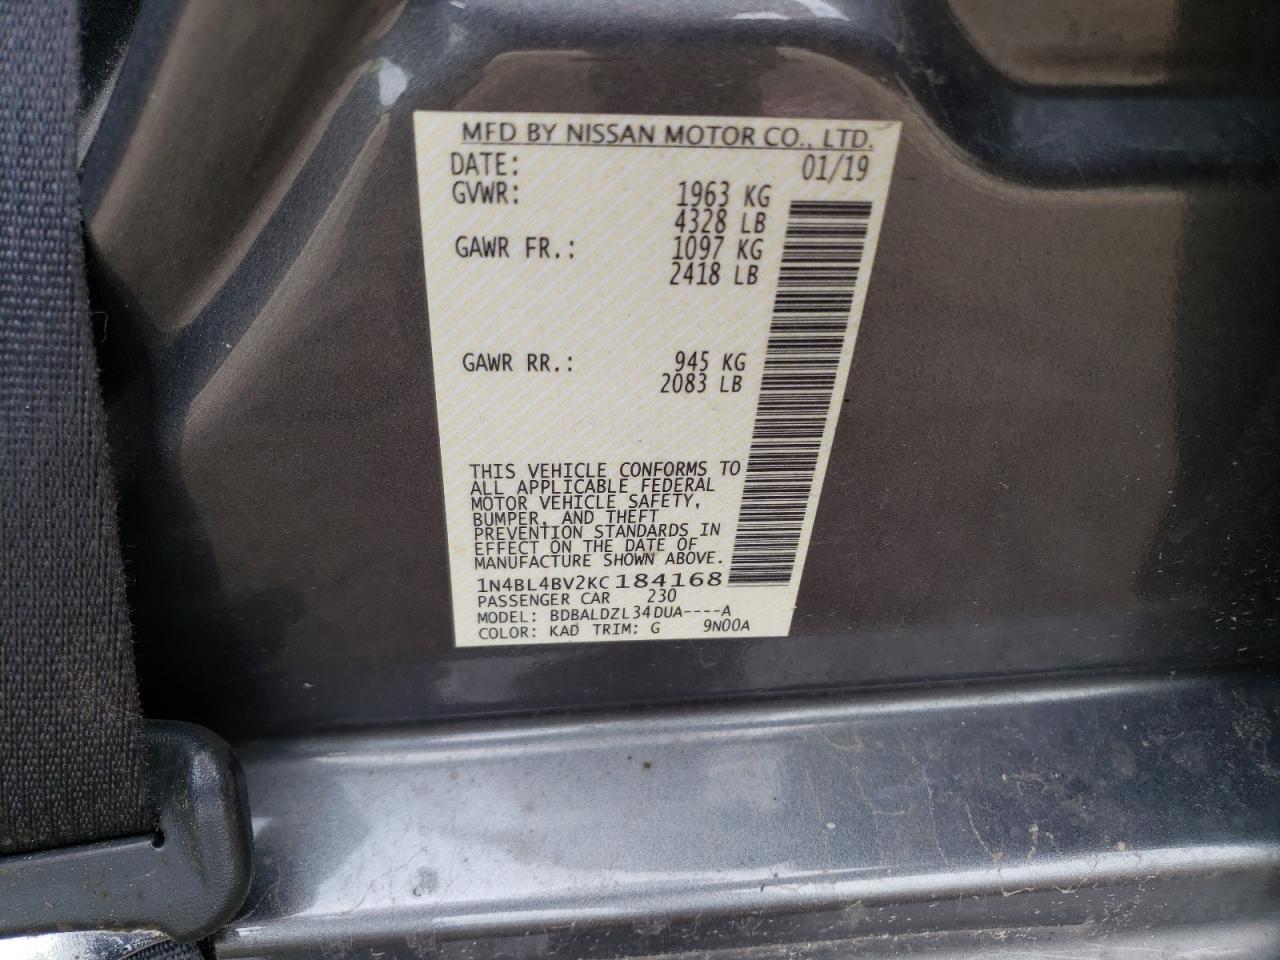 MFD BY NISSAN MOTOR CO., LTD.
DATE: 01/19
GVWR: 1963 KG
4328 LB
GAWR FR.: 1097 KG
2418 LB
GAWR RR.: 945 KG
2083 LB
THIS VEHICLE CONFORMS TO
ALL APPLICABLE FEDERAL
MOTOR VEHICLE SAFETY,
BUMPER, AND THEFT
PREVENTION STANDARDS IN
EFFECT ON THE DATE OF
MANUFACTURE SHOWN ABOVE.
1N4BL4BV2KC184168
PASSENGER CAR 230
MODEL: BDBALDZL34DUA----A
COLOR: KAD TRIM: G 9N00A